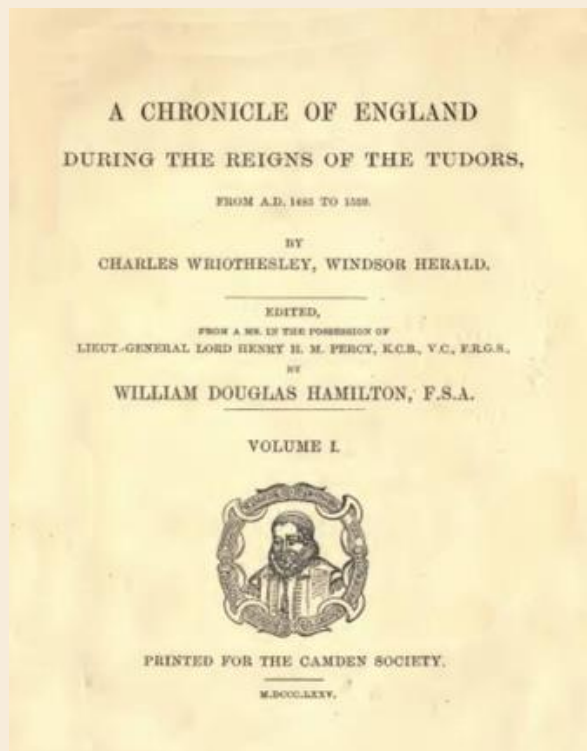 A CHRONICLE OF ENGLAND
DURING THE REIGNS OF THE TUDORS,
FROM A.D. 1485 TO 1559.
BY
CHARLES WRIOTHESLEY, WINDSOR HERALD.
EDITED,
FROM A MS. IN THE POSSESSION OF
LIEUT.-GENERAL LORD HENRY H. M. PERCY, K.C.B., V.C., F.R.G.S.,
BY
WILLIAM DOUGLAS HAMILTON, F.S.A.
VOLUME I.
PRINTED FOR THE CAMDEN SOCIETY.
M.DCCC.LXXV.